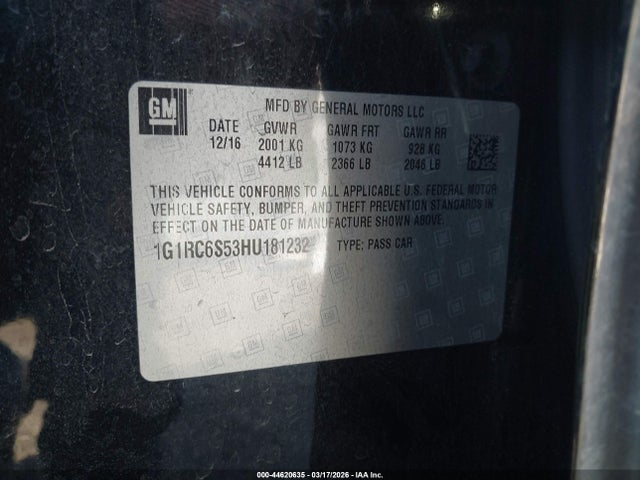 GM
MFD BY GENERAL MOTORS LLC
DATE GVWR GAWR FRT GAWR RR
12/16 2001 KG 1073 KG 928 KG
4412 LB 2366 LB 2046 LB
THIS VEHICLE CONFORMS TO ALL APPLICABLE U.S. FEDERAL MOTOR
VEHICLE SAFETY, BUMPER, AND THEFT PREVENTION STANDARDS
IN EFFECT ON THE DATE OF MANUFACTURE SHOWN ABOVE.
1G1RC6S53HU181232 TYPE: PASS CAR
000-44620635 - 03/17/2026 - IAA Inc.